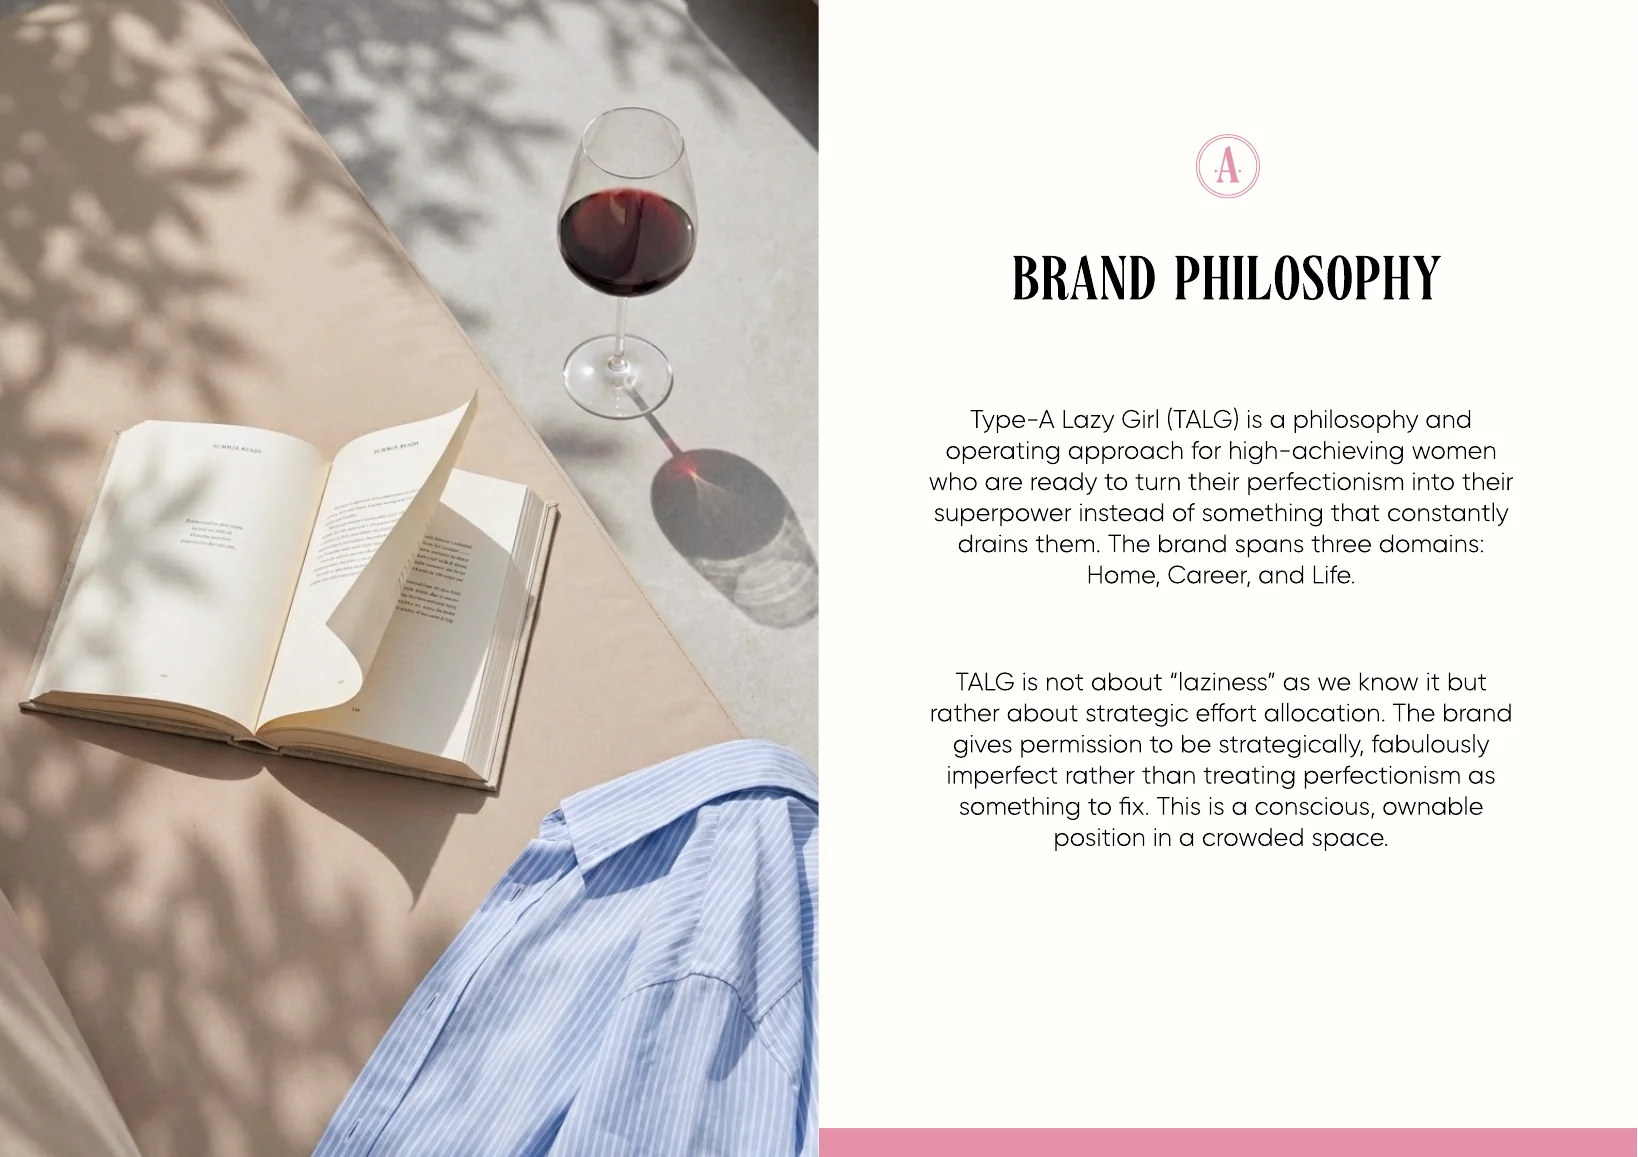 SUMMER READS
SUMMER READS
·A·
BRAND PHILOSOPHY
Type-A Lazy Girl (TALG) is a philosophy and
operating approach for high-achieving women
who are ready to turn their perfectionism into their
superpower instead of something that constantly
drains them. The brand spans three domains:
Home, Career, and Life.
TALG is not about “laziness” as we know it but
rather about strategic effort allocation. The brand
gives permission to be strategically, fabulously
imperfect rather than treating perfectionism as
something to fix. This is a conscious, ownable
position in a crowded space.